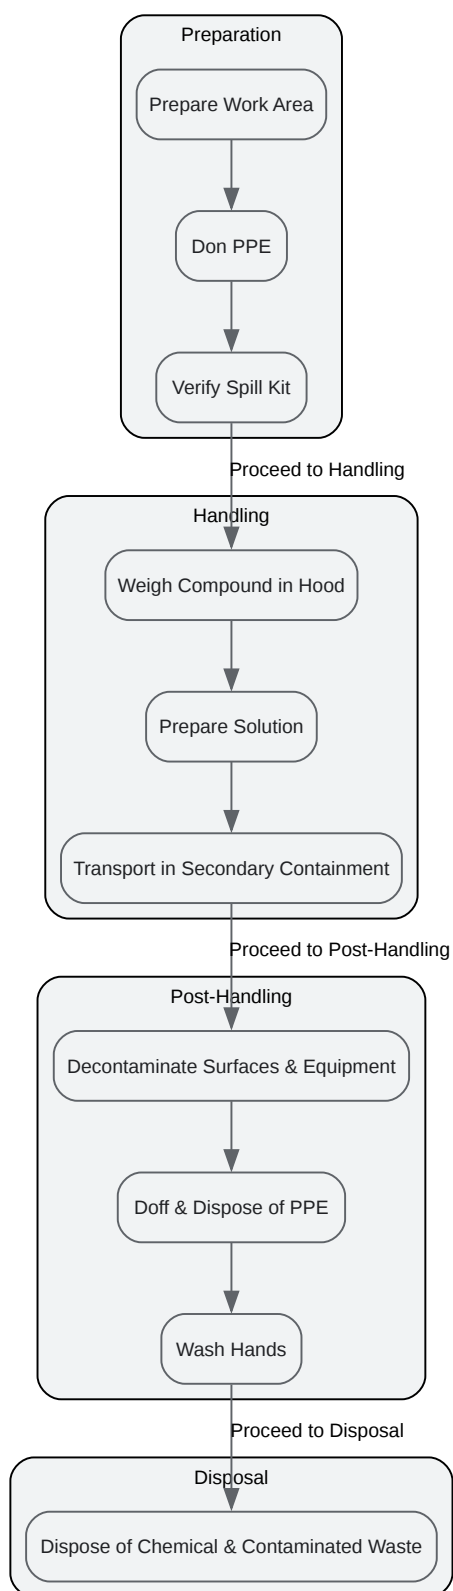 Preparation
Prepare Work Area
Don PPE
Verify Spill Kit
Proceed to Handling
Handling
Weigh Compound in Hood
Prepare Solution
Transport in Secondary Containment
Proceed to Post-Handling
Post-Handling
Decontaminate Surfaces & Equipment
Doff & Dispose of PPE
Wash Hands
Proceed to Disposal
Disposal
Dispose of Chemical & Contaminated Waste